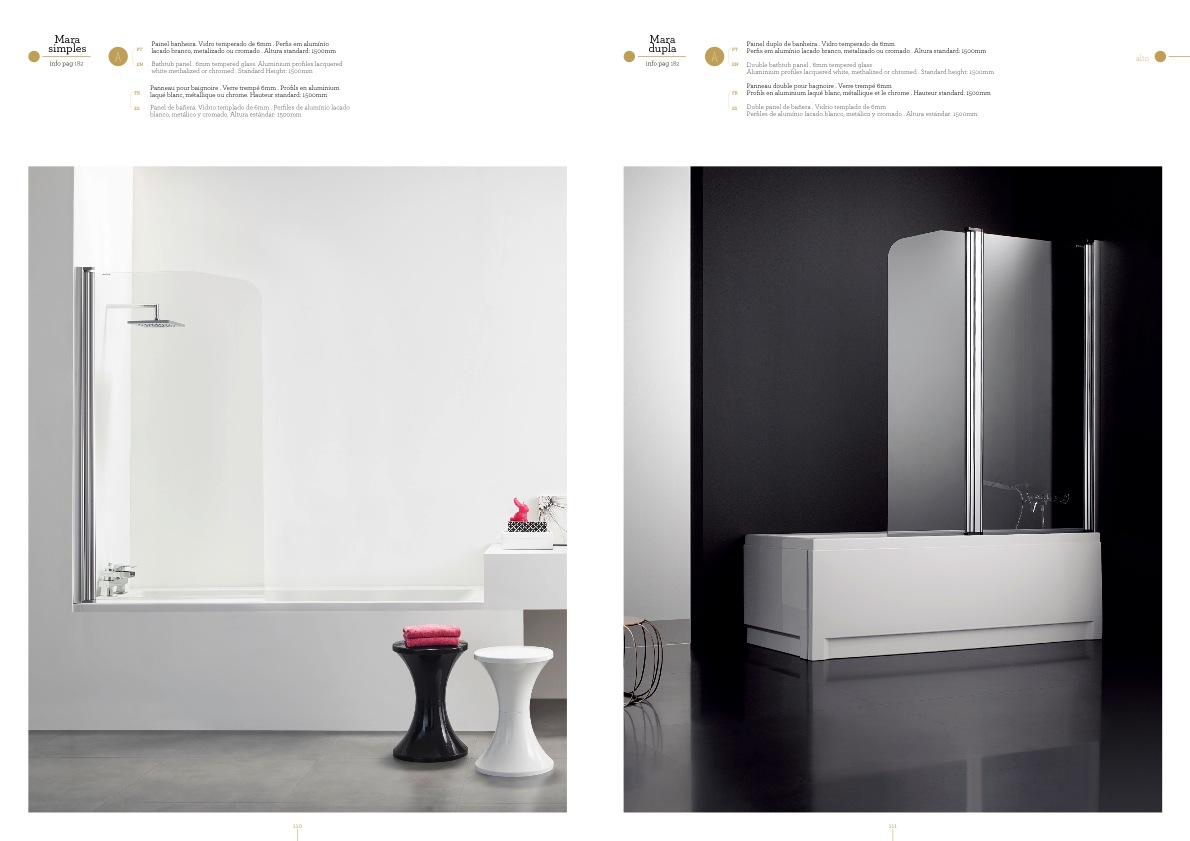 Mara
simples
info pag 182
A
PT
Painel banheira. Vidro temperado de 6mm . Perfis em alumínio
lacado branco, metalizado ou cromado . Altura standard: 1500mm
EN
Bathtub panel . 6mm tempered glass. Aluminium profiles lacquered
white methalized or chromed . Standard Height: 1500mm
FR
Panneau pour baignoire . Verre trempé 6mm . Profils en aluminium
laqué blanc, métallique ou chrome. Hauteur standard: 1500mm
ES
Panel de bañera. Vidrio templado de 6mm . Perfiles de alumínio lacado
blanco, metálico y cromado. Altura estándar: 1500mm
110
Mara
dupla
info pag 182
A
PT
Painel duplo de banheira . Vidro temperado de 6mm
Perfis em alumínio lacado branco, metalizado ou cromado . Altura standard: 1500mm
EN
Double bathtub panel . 6mm tempered glass
Aluminium profiles lacquered white, methalized or chromed . Standard height: 1500mm
FR
Panneau double pour bagnoire . Verre trempé 6mm
Profils en aluminium laqué blanc, métallique et le chrome . Hauteur standard: 1500mm
ES
Doble panel de bañera . Vidrio templado de 6mm
Perfiles de alumínio lacado blanco, metálico y cromado . Altura estándar: 1500mm
alto
111